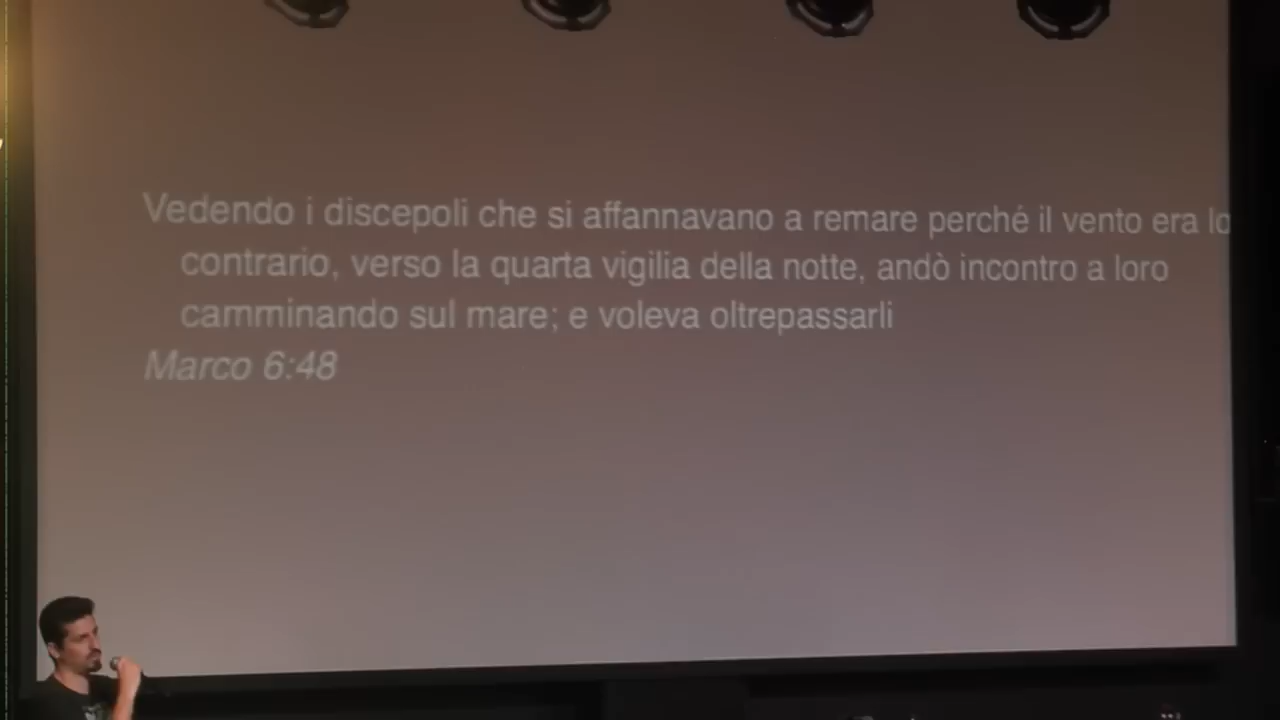 Vedendo i discepoli che si affannavano a remare perché il vento era lo
contrario, verso la quarta vigilia della notte, andò incontro a loro
camminando sul mare; e voleva oltrepassarli
Marco 6:48